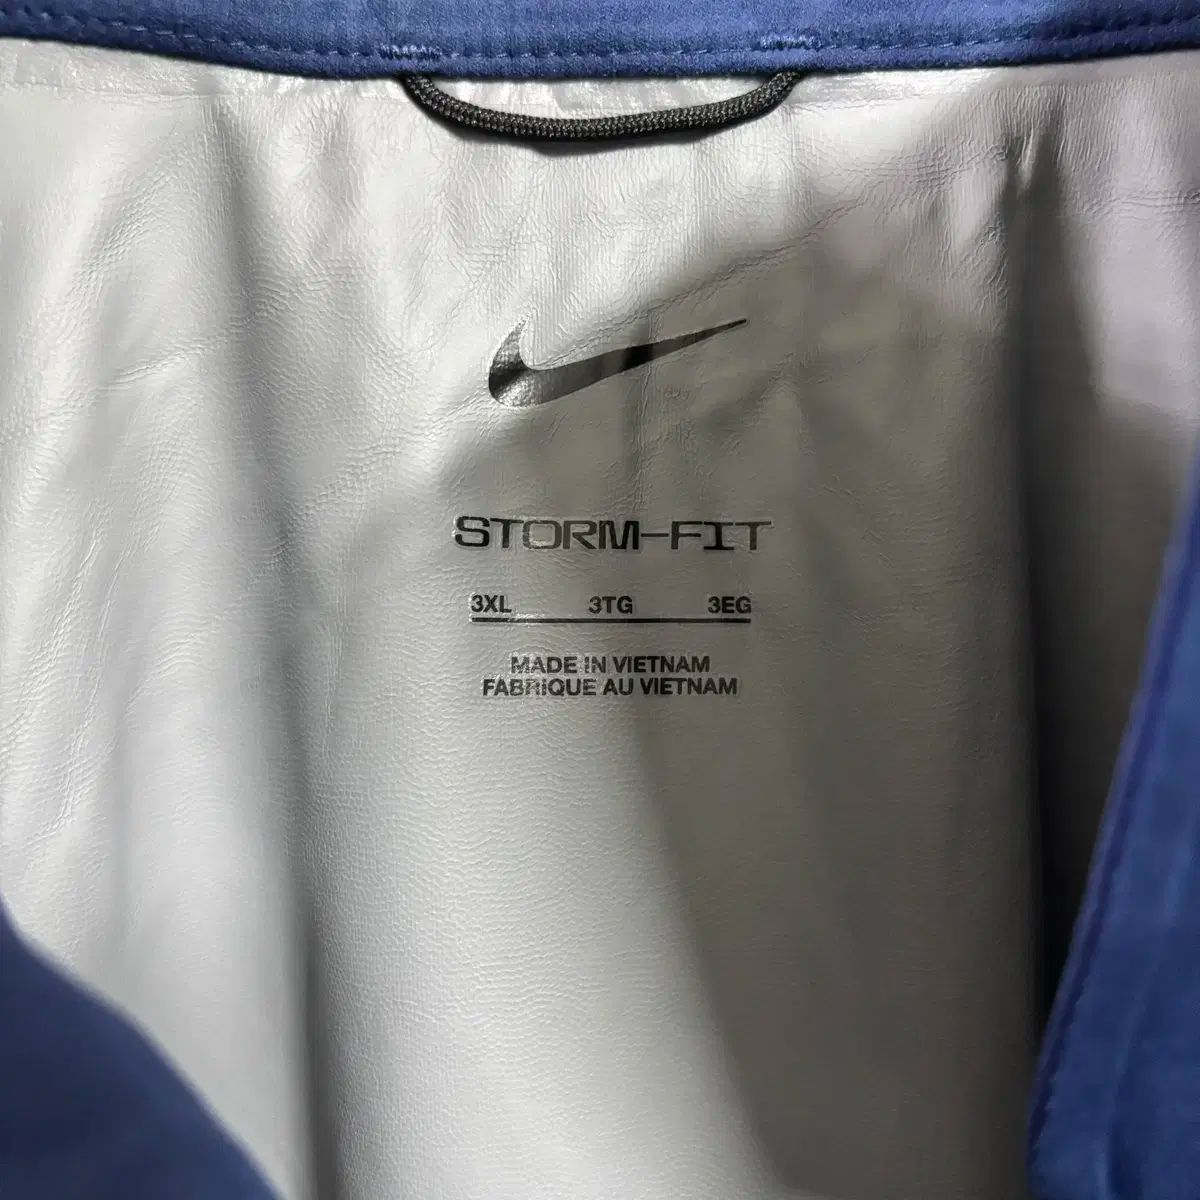 STORM-FIT
3XL 3TG 3EG
MADE IN VIETNAM
FABRIQUE AU VIETNAM